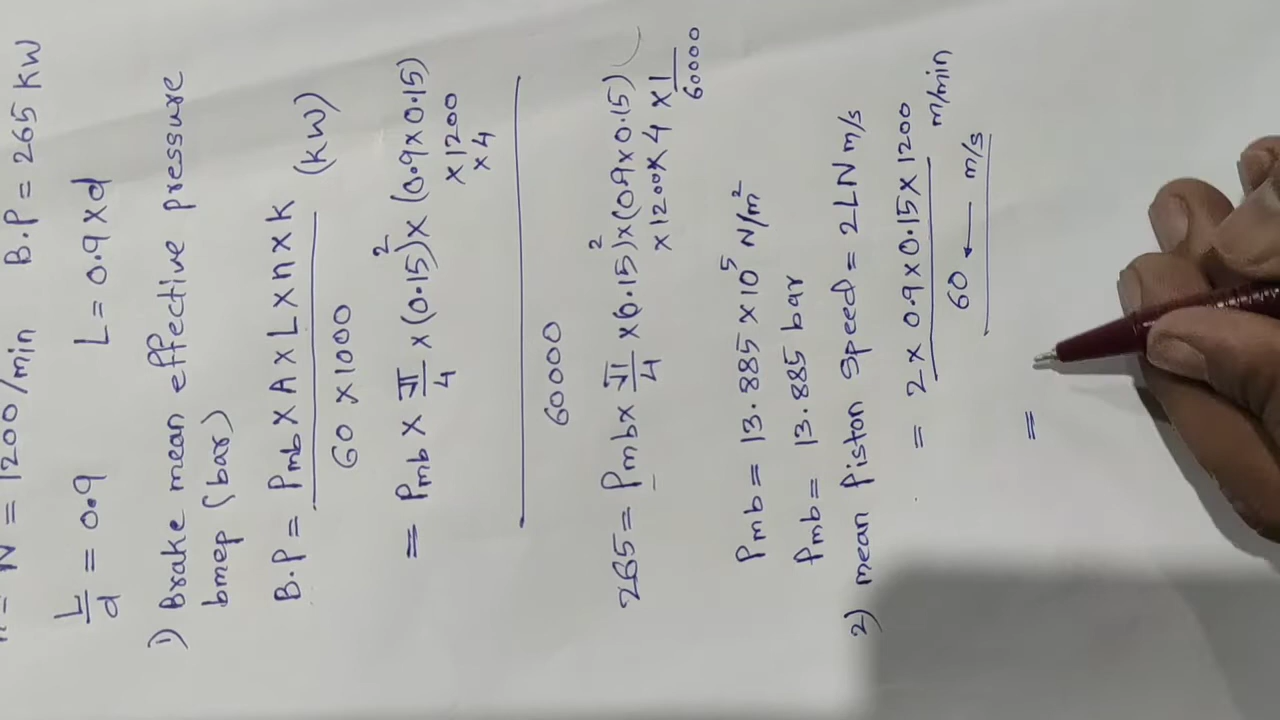 n = N = 1200/min B.P = 265 KW
L/d = 0.9 L = 0.9 x d
1) Brake mean effective pressure
bmep (bar)
B.P = Pmb x A x L x n x K (KW)
60 x 1000
= Pmb x π/4 x (0.15)² x (0.9 x 0.15)
x 1200
x 4
60000
265 = Pmb x π/4 x (0.15)² x (0.9 x 0.15)
x 1200 x 4 x 1/60000
Pmb = 13.885 x 10⁵ N/m²
Pmb = 13.885 bar
2) mean Piston Speed = 2LN m/s
= 2 x 0.9 x 0.15 x 1200 m/min
60 ← m/s
=